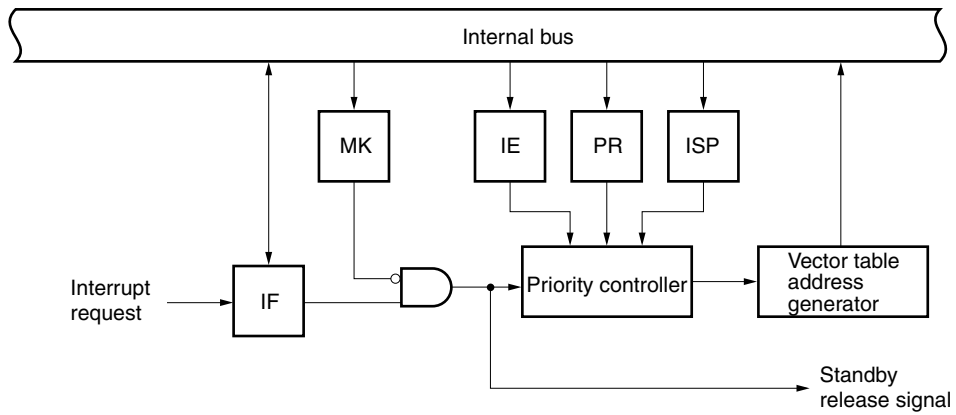 Internal bus
MK
IE
PR
ISP
Interrupt
request
IF
Priority controller
Vector table
address
generator
Standby
release signal